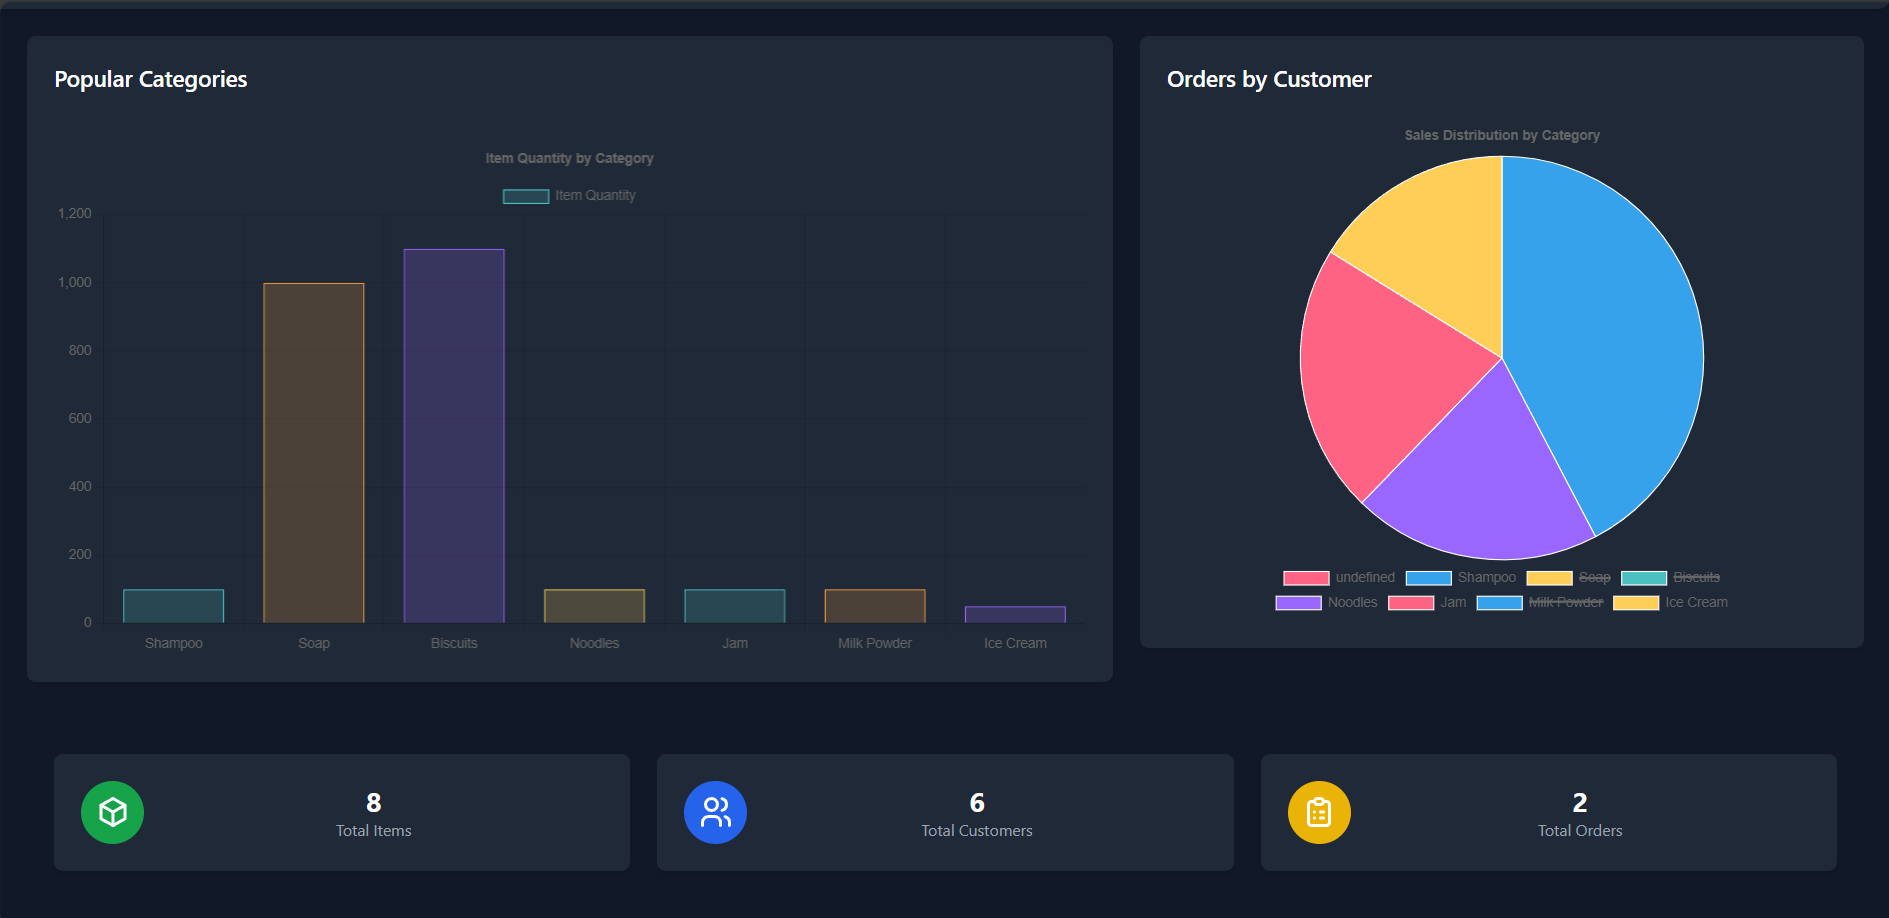 Popular Categories
Item Quantity by Category
Item Quantity
1,200
1,000
800
600
400
200
0
Shampoo Soap Biscuits Noodles Jam Milk Powder Ice Cream
Orders by Customer
Sales Distribution by Category
undefined Shampoo Soap Biscuits
Noodles Jam Milk Powder Ice Cream
8
Total Items
6
Total Customers
2
Total Orders